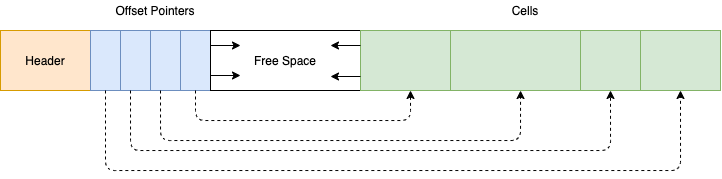 Offset Pointers
Cells
Header
Free Space